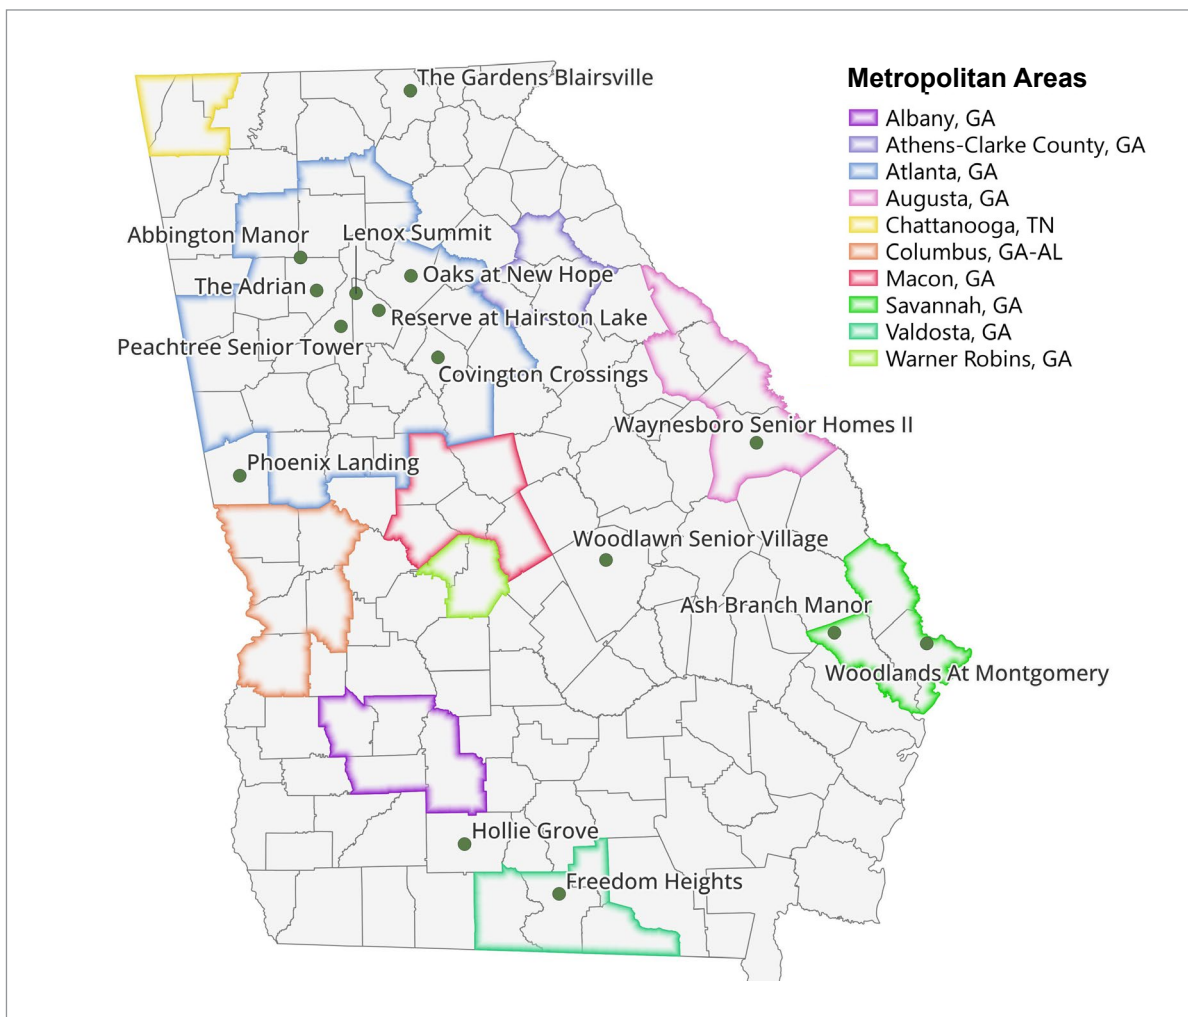 The Gardens Blairsville
Metropolitan Areas
Albany, GA
Athens-Clarke County, GA
Atlanta, GA
Augusta, GA
Chattanooga, TN
Columbus, GA-AL
Macon, GA
Savannah, GA
Valdosta, GA
Warner Robins, GA
Abbington Manor
Lenox Summit
The Adrian
Oaks at New Hope
Reserve at Hairston Lake
Peachtree Senior Tower
Covington Crossings
Waynesboro Senior Homes II
Phoenix Landing
Woodlawn Senior Village
Ash Branch Manor
Woodlands At Montgomery
Hollie Grove
Freedom Heights